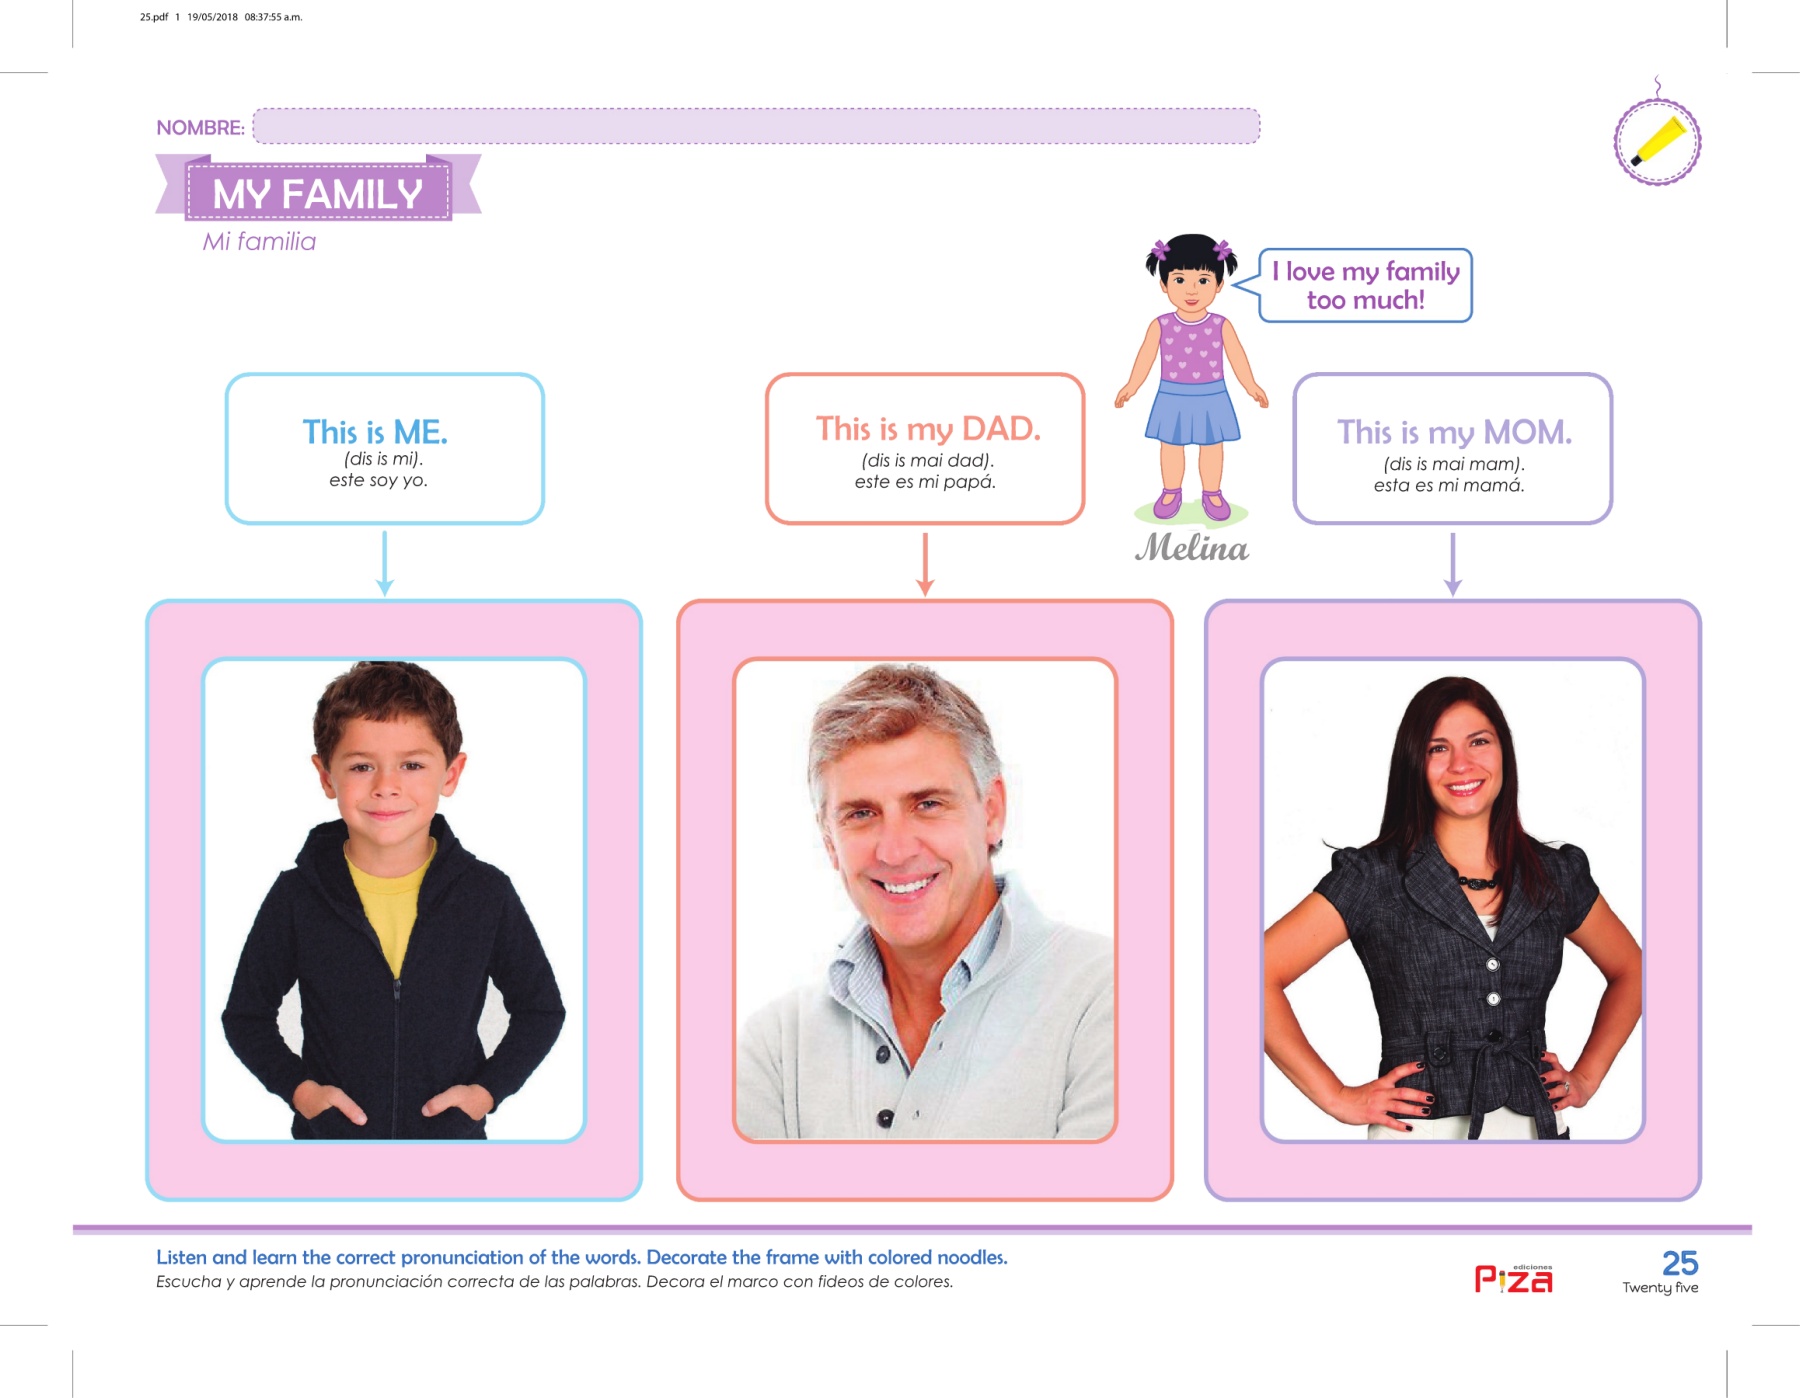 25.pdf 1 19/05/2018 08:37:55 a.m.
NOMBRE:
MY FAMILY
Mi familia
I love my family
too much!
This is ME.
(dis is mi).
este soy yo.
This is my DAD.
(dis is mai dad).
este es mi papá.
Melina
This is my MOM.
(dis is mai mam).
esta es mi mamá.
Listen and learn the correct pronunciation of the words. Decorate the frame with colored noodles.
Escucha y aprende la pronunciación correcta de las palabras. Decora el marco con fideos de colores.
ediciones
Piza
25
Twenty five